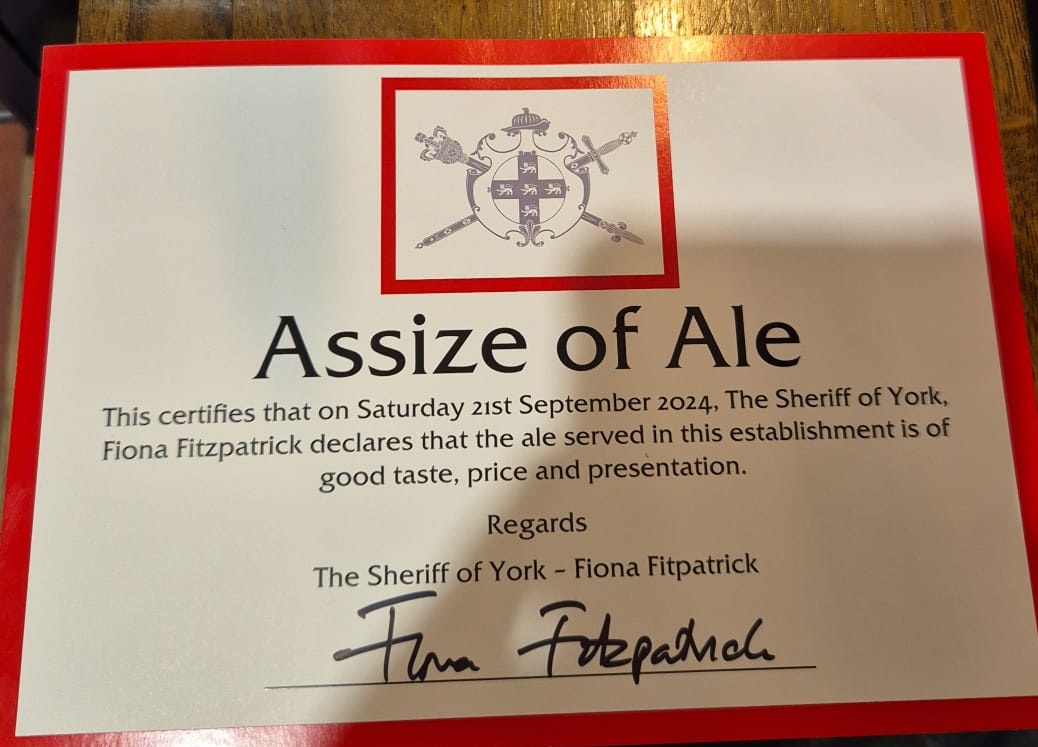 Assize of Ale
This certifies that on Saturday 21st September 2024, The Sheriff of York,
Fiona Fitzpatrick declares that the ale served in this establishment is of
good taste, price and presentation.
Regards
The Sheriff of York - Fiona Fitpatrick
Fiona Fitzpatrick